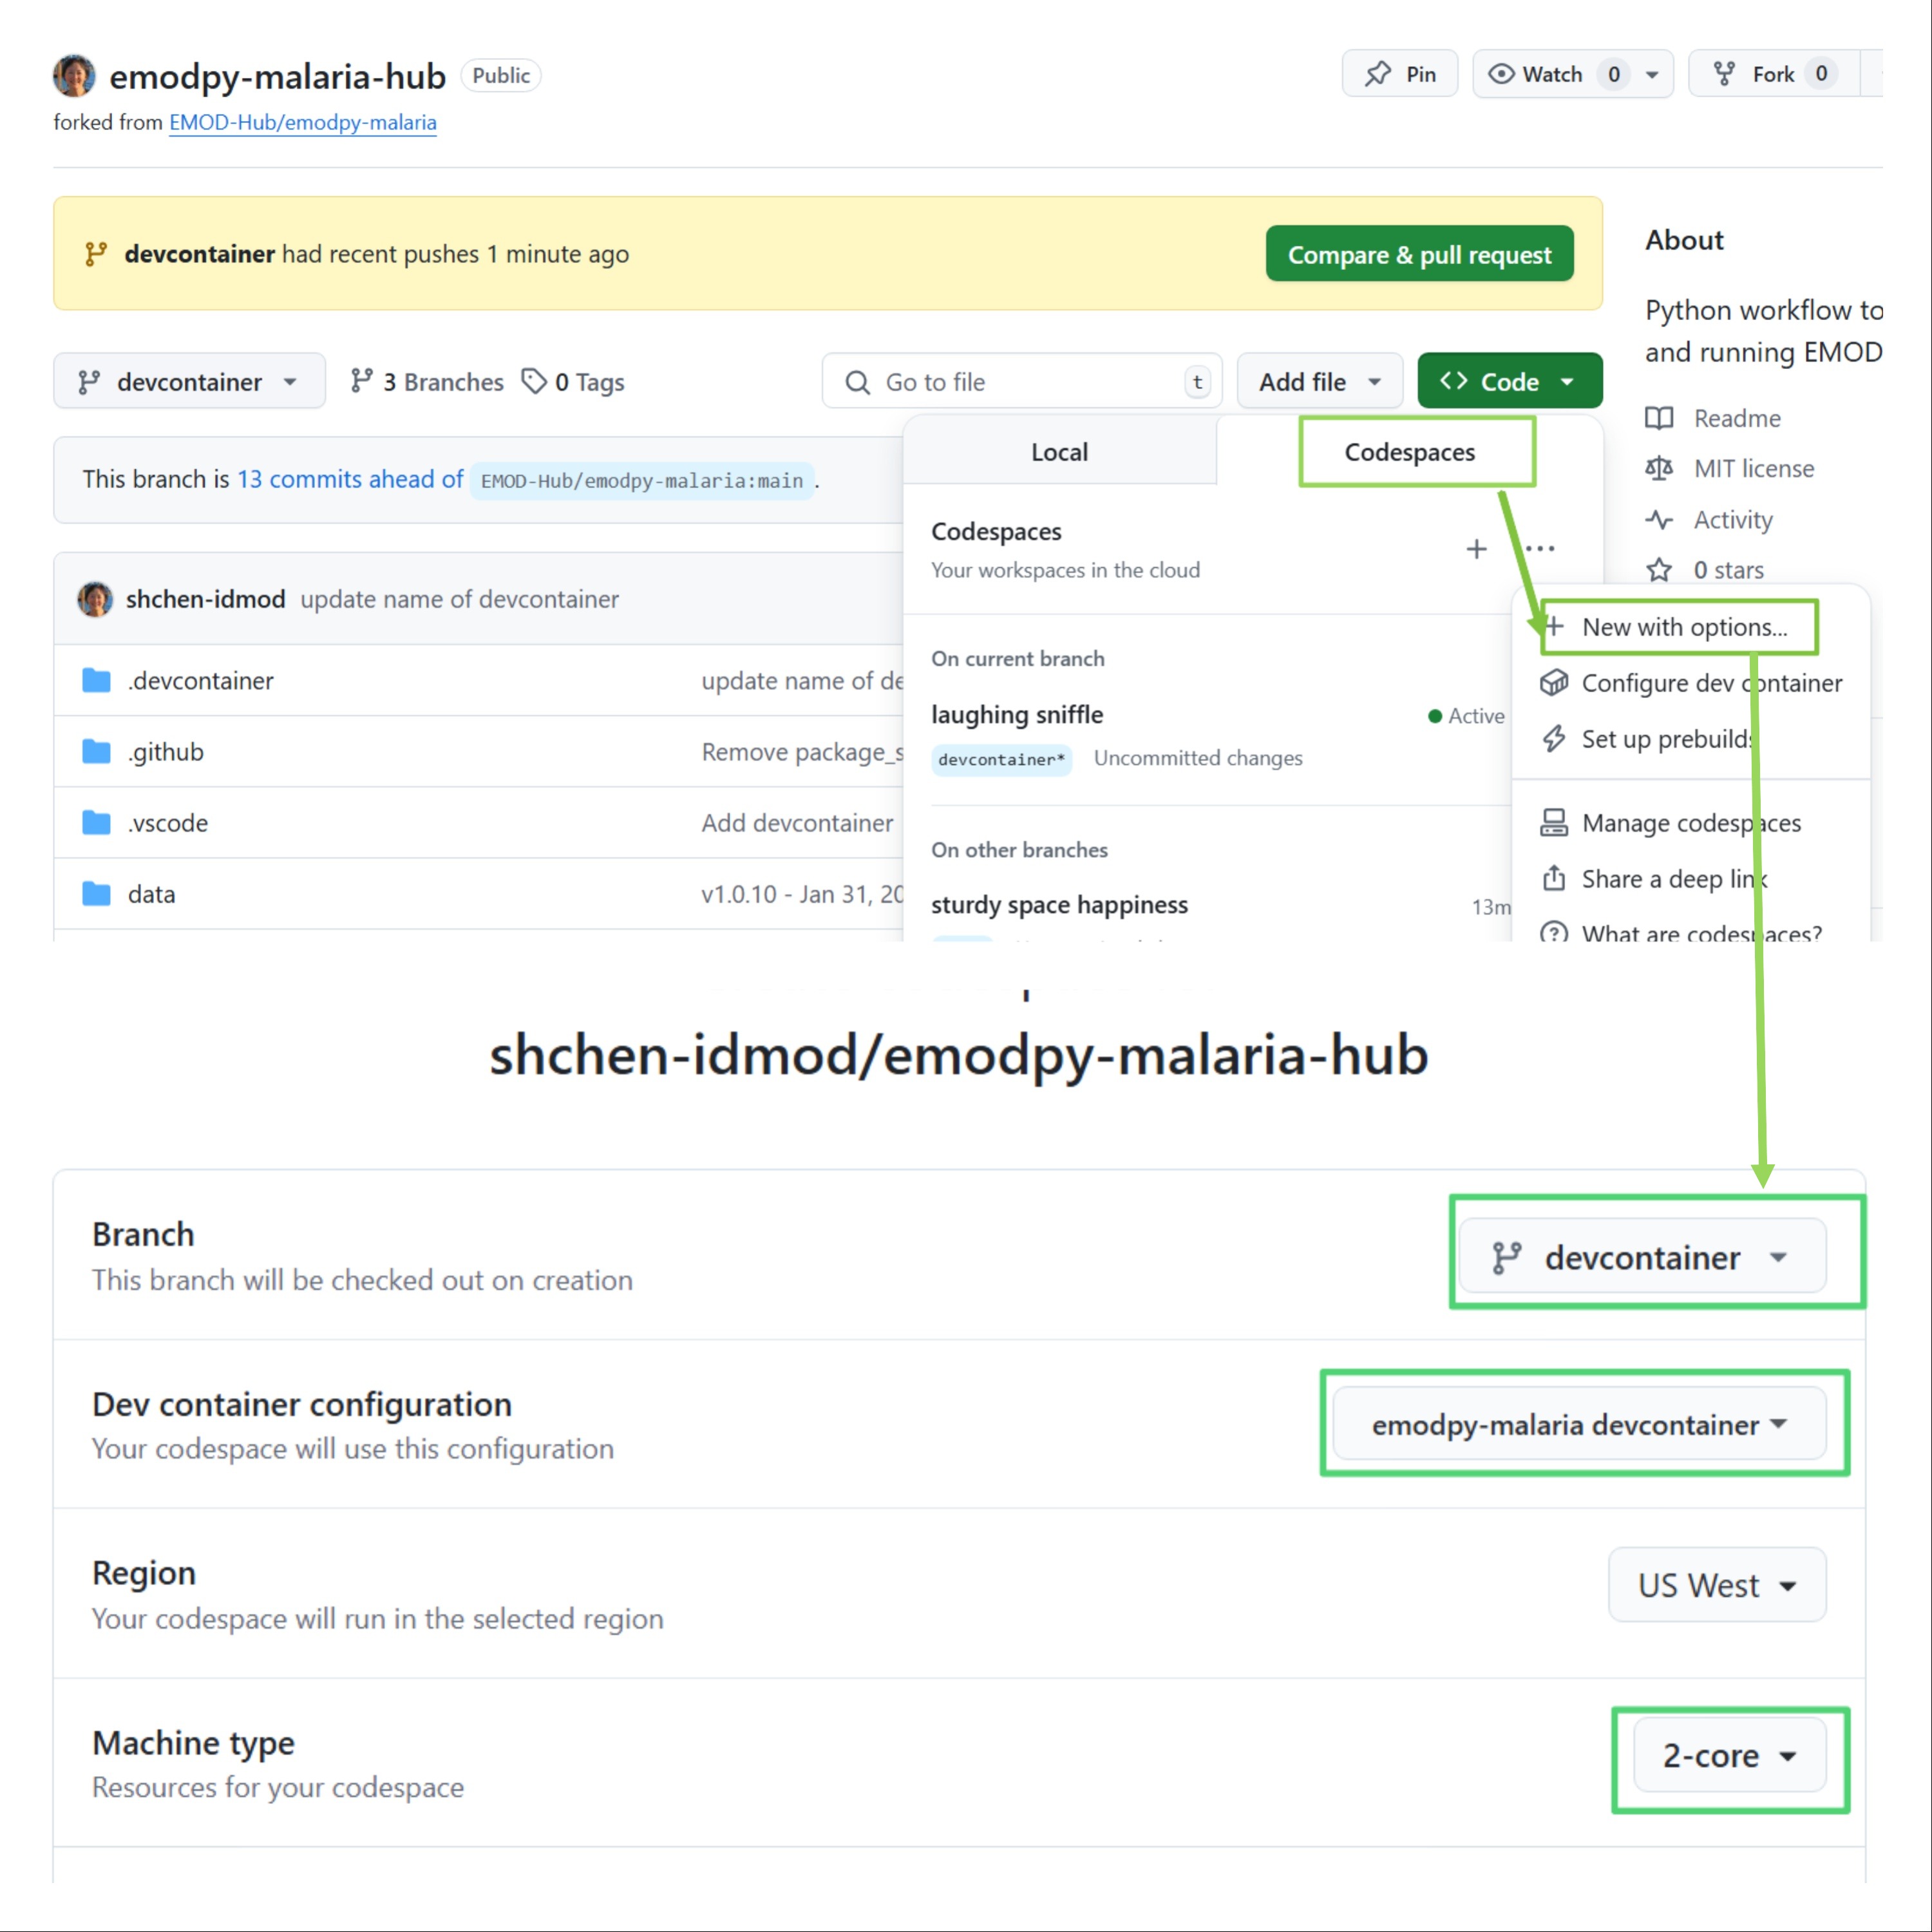 emodpy-malaria-hub Public
Pin Watch 0 Fork 0
forked from EMOD-Hub/emodpy-malaria
devcontainer had recent pushes 1 minute ago
Compare & pull request
About
Python workflow to
and running EMOD
devcontainer 3 Branches 0 Tags
Go to file t Add file Code
Readme
MIT license
Activity
0 stars
This branch is 13 commits ahead of EMOD-Hub/emodpy-malaria:main .
Local Codespaces
Codespaces
Your workspaces in the cloud
+ ...
shchen-idmod update name of devcontainer
.devcontainer update name of de
.github Remove package_s
.vscode Add devcontainer
data v1.0.10 - Jan 31, 20
On current branch
laughing sniffle Active
devcontainer* Uncommitted changes
On other branches
sturdy space happiness 13m
+ New with options...
Configure dev container
Set up prebuilds
Manage codespaces
Share a deep link
What are codespaces?
shchen-idmod/emodpy-malaria-hub
Branch
This branch will be checked out on creation
devcontainer
Dev container configuration
Your codespace will use this configuration
emodpy-malaria devcontainer
Region
Your codespace will run in the selected region
US West
Machine type
Resources for your codespace
2-core